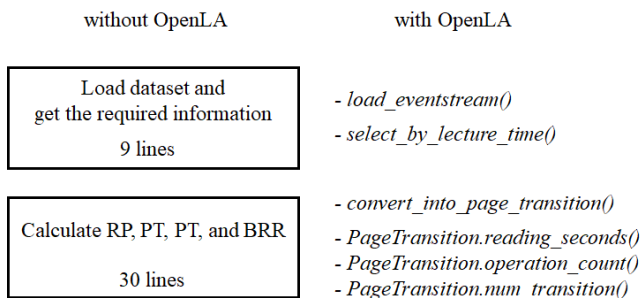 without OpenLA
with OpenLA
Load dataset and
get the required information
9 lines
- load_eventstream()
- select_by_lecture_time()
Calculate RP, PT, PT, and BRR
30 lines
- convert_into_page_transition()
- PageTransition.reading_seconds()
- PageTransition.operation_count()
- PageTransition.num_transition()